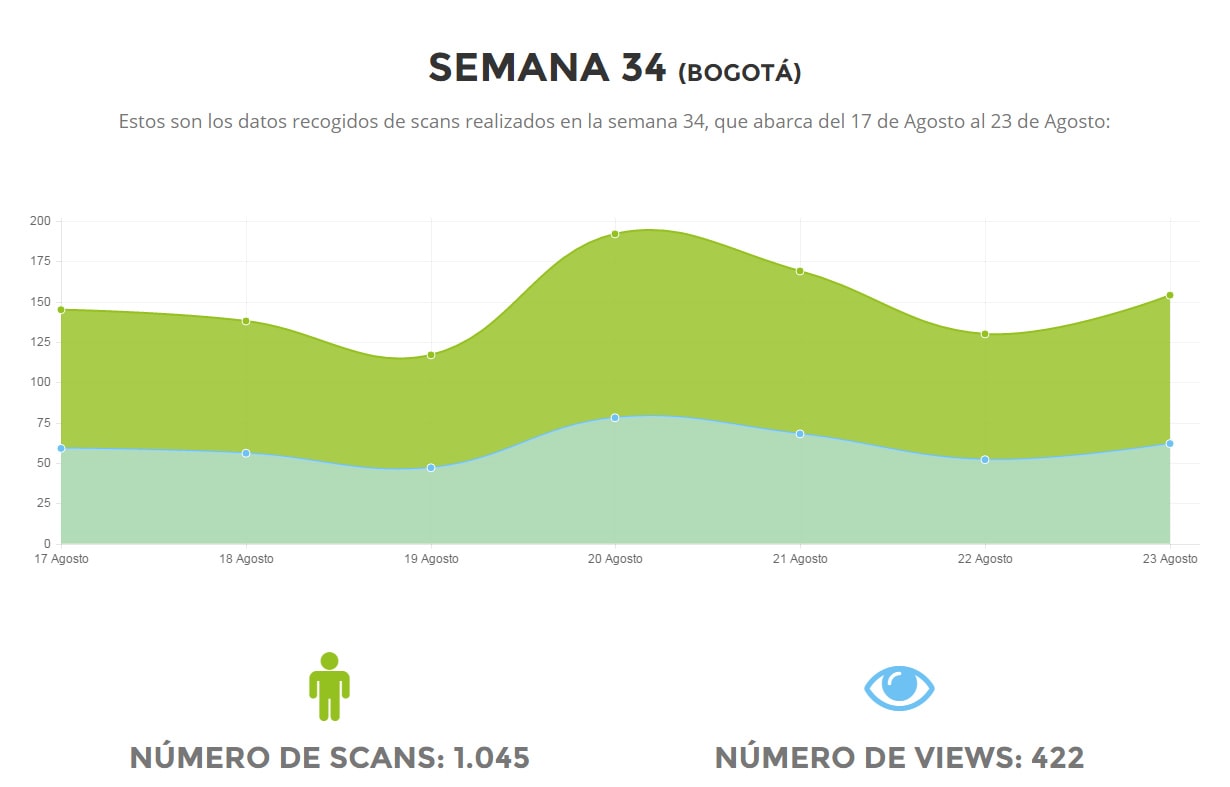 SEMANA 34 (BOGOTÁ)
Estos son los datos recogidos de scans realizados en la semana 34, que abarca del 17 de Agosto al 23 de Agosto:
200
175
150
125
100
75
50
25
0
17 Agosto 18 Agosto 19 Agosto 20 Agosto 21 Agosto 22 Agosto 23 Agosto
NÚMERO DE SCANS: 1.045 NÚMERO DE VIEWS: 422